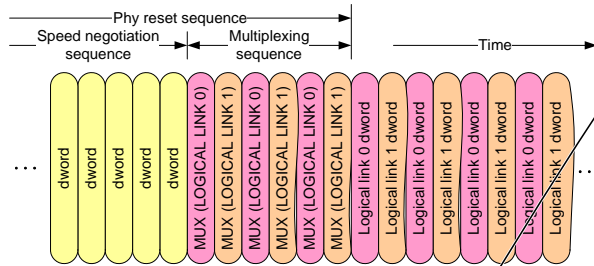 Phy reset sequence
Speed negotiation
sequence
Multiplexing
sequence
Time
...
dword
dword
dword
dword
dword
MUX (LOGICAL LINK 0)
MUX (LOGICAL LINK 1)
MUX (LOGICAL LINK 0)
MUX (LOGICAL LINK 1)
MUX (LOGICAL LINK 0)
MUX (LOGICAL LINK 1)
Logical link 0 dword
Logical link 1 dword
Logical link 0 dword
Logical link 1 dword
Logical link 0 dword
Logical link 1 dword
Logical link 0 dword
Logical link 1 dword
...